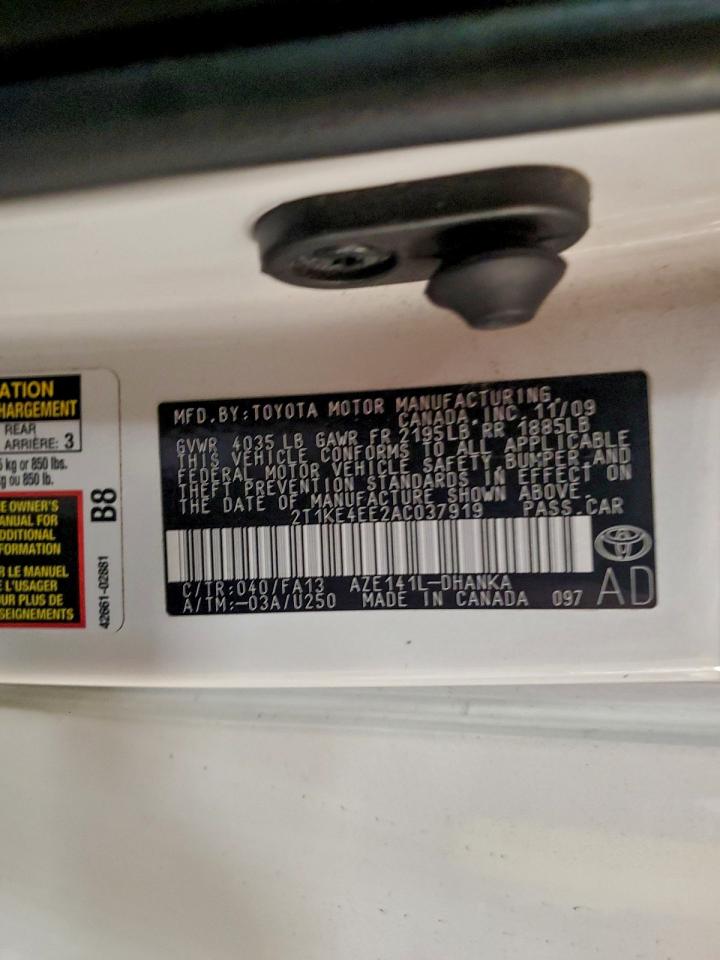 ATION
HARGEMENT
REAR
ARRIÈRE: 3
kg or 850 lbs.
kg ou 850 lb.
E OWNER'S
ANUAL FOR
DDITIONAL
FORMATION
R LE MANUEL
E L'USAGER
UR PLUS DE
SEIGNEMENTS
B8
42661-02881
MFD. BY: TOYOTA MOTOR MANUFACTURING
CANADA, INC. 11/09
GVWR 4035 LB GAWR FR 2195LB RR 1885LB
THIS VEHICLE CONFORMS TO ALL APPLICABLE
FEDERAL MOTOR VEHICLE SAFETY, BUMPER AND
THEFT PREVENTION STANDARDS IN EFFECT ON
THE DATE OF MANUFACTURE SHOWN ABOVE.
2T1KE4EE2AC037919 PASS.CAR
C/TR:040/FA13 AZE141L-DHANKA
A/TM:-03A/U250 MADE IN CANADA 097 AD